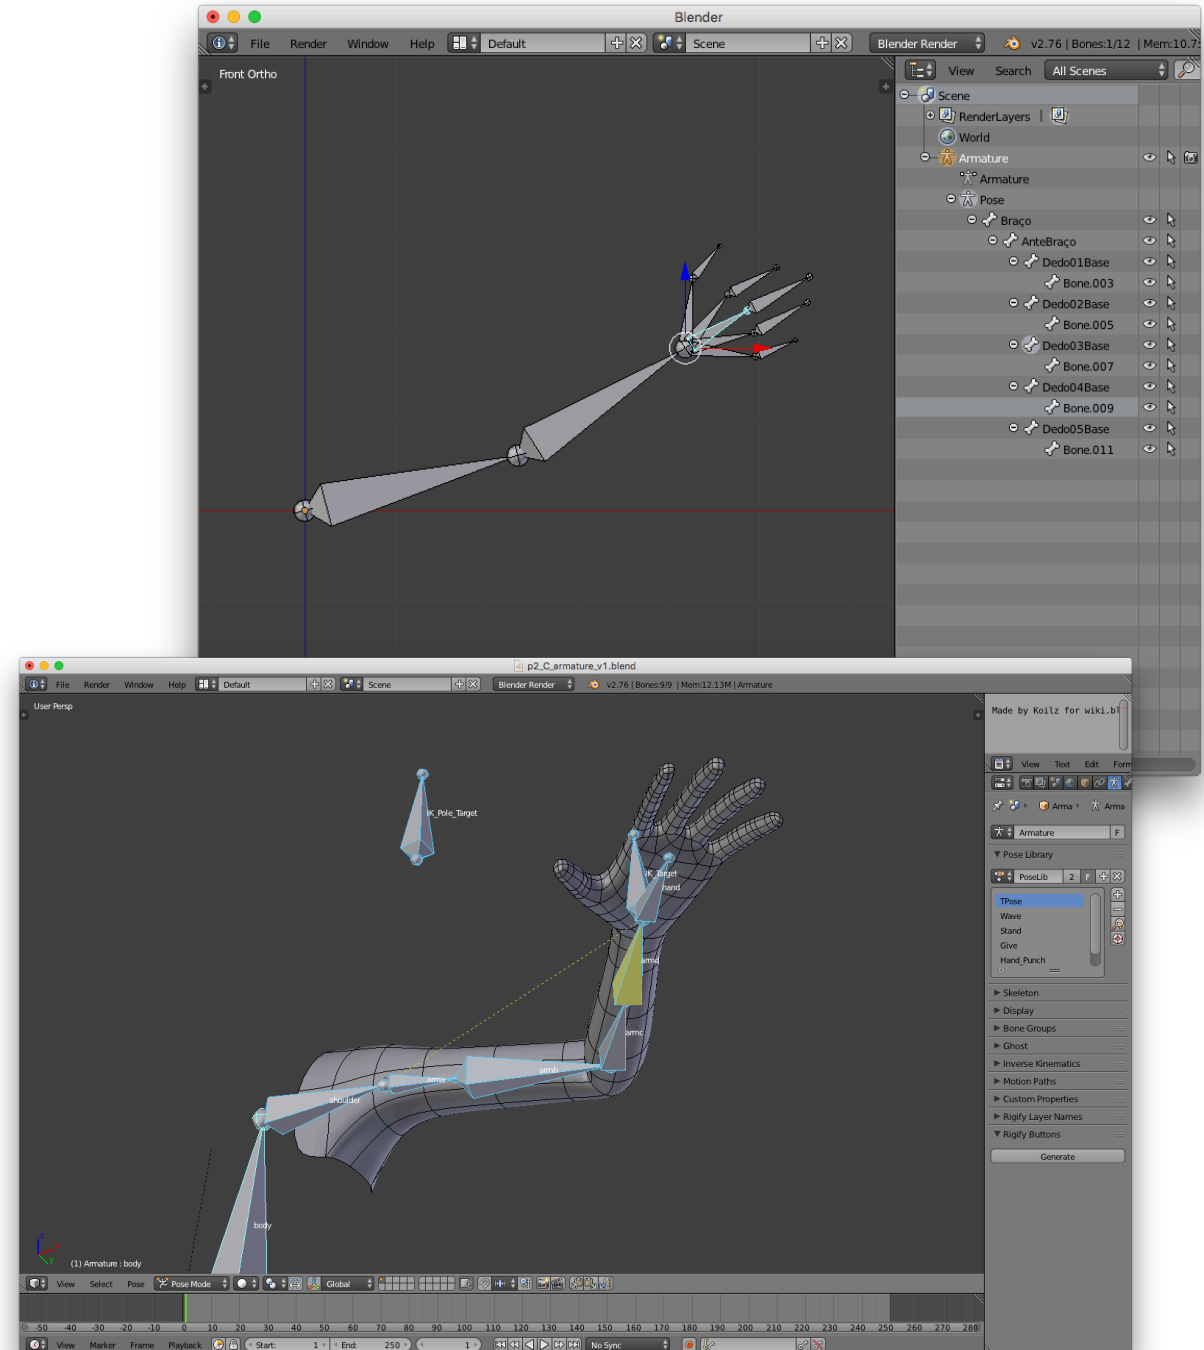 Blender
File Render Window Help Default Scene Blender Render v2.76 | Bones:1/12 | Mem:10.7
Front Ortho
View Search All Scenes
Scene
RenderLayers |
World
Armature
Armature
Pose
Braço
AnteBraço
Dedo01Base
Bone.003
Dedo02Base
Bone.005
Dedo03Base
Bone.007
Dedo04Base
Bone.009
Dedo05Base
Bone.011
p2_C_armature_v1.blend
File Render Window Help Default Scene Blender Render v2.76 | Bones:9/9 | Mem:12.13M | Armature
User Persp
Made by Koilz for wiki.bl
View Text Edit Form
Arma Arma
Armature F
Pose Library
PoseLib 2 F
TPose
Wave
Stand
Give
Hand_Punch
Skeleton
Display
Bone Groups
Ghost
Inverse Kinematics
Motion Paths
Custom Properties
Rigify Layer Names
Rigify Buttons
Generate
iK_Pole_Target
iK_Target
hand
armd
armc
armb
arma
shoulder
body
z
y
(1) Armature : body
View Select Pose Pose Mode Global
-50 -40 -30 -20 -10 0 10 20 30 40 50 60 70 80 90 100 110 120 130 140 150 160 170 180 190 200 210 220 230 240 250 260 270 280
View Marker Frame Playback Start: 1 End: 250 1 No Sync